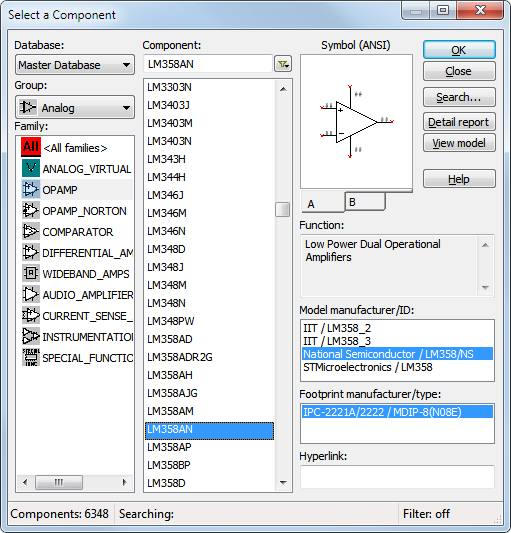 Select a Component
Database:
Master Database
Group:
Analog
Family:
All
<All families>
ANALOG_VIRTUAL
OPAMP
OPAMP_NORTON
COMPARATOR
DIFFERENTIAL_AM
WIDEBAND_AMPS
AUDIO_AMPLIFIER
CURRENT_SENSE_
INSTRUMENTATIO
SPECIAL_FUNCTIO
Component:
LM358AN
LM3303N
LM3403J
LM3403M
LM3403N
LM343H
LM344H
LM346J
LM346M
LM346N
LM348D
LM348J
LM348M
LM348N
LM348PW
LM358AD
LM358ADR2G
LM358AH
LM358AJG
LM358AM
LM358AN
LM358AP
LM358BP
LM358D
Symbol (ANSI)
A
B
Function:
Low Power Dual Operational
Amplifiers
Model manufacturer/ID:
IIT / LM358_2
IIT / LM358_3
National Semiconductor / LM358/NS
STMicroelectronics / LM358
Footprint manufacturer/type:
IPC-2221A/2222 / MDIP-8(N08E)
Hyperlink:
OK
Close
Search...
Detail report
View model
Help
Components: 6348
Searching:
Filter: off